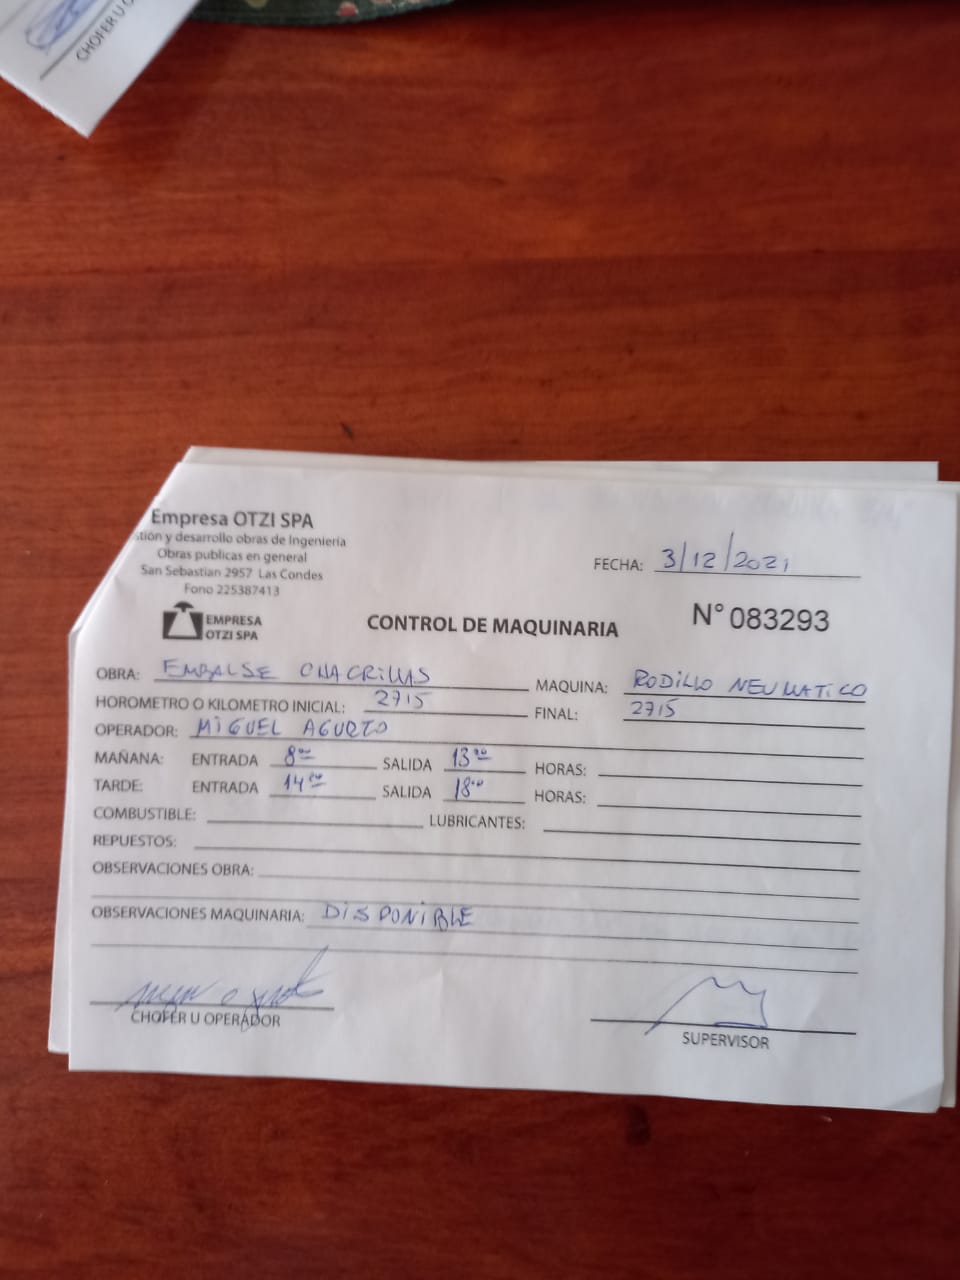 CHOFER U O
Empresa OTZI SPA
stión y desarrollo obras de Ingeniería
Obras publicas en general
San Sebastian 2957 Las Condes
Fono 225387413
EMPRESA
OTZI SPA
FECHA: 3/12/2021
CONTROL DE MAQUINARIA
N° 083293
OBRA: EMBALSE CHACRILLAS MAQUINA: RODILLO NEUMATICO
HOROMETRO O KILOMETRO INICIAL: 2715 FINAL: 2715
OPERADOR: MIGUEL AGURTO
MAÑANA: ENTRADA 8:00 SALIDA 13:00 HORAS:
TARDE: ENTRADA 14:00 SALIDA 18:00 HORAS:
COMBUSTIBLE: LUBRICANTES:
REPUESTOS:
OBSERVACIONES OBRA:
OBSERVACIONES MAQUINARIA: DISPONIBLE
CHOFER U OPERADOR
SUPERVISOR